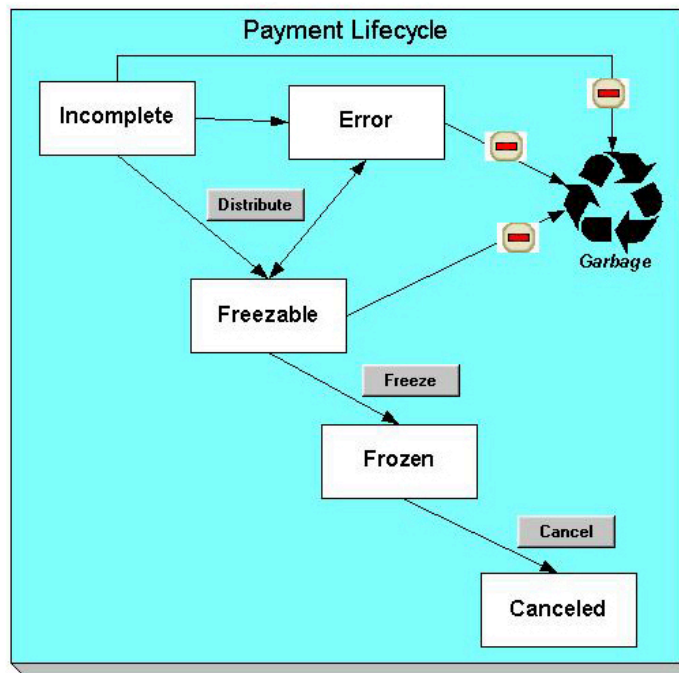 Payment Lifecycle
Incomplete
Error
Distribute
Garbage
Freezable
Freeze
Frozen
Cancel
Canceled